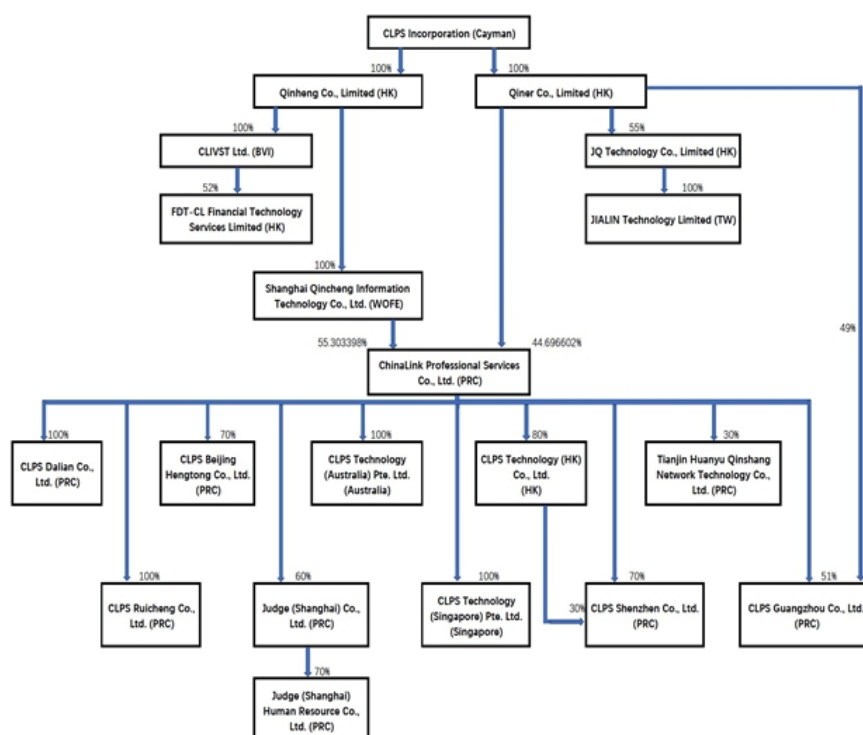 CLPS Incorporation (Cayman)
100%
100%
Qinheng Co., Limited (HK)
Qiner Co., Limited (HK)
100%
55%
CLIVST Ltd. (BVI)
JQ Technology Co., Limited (HK)
52%
100%
FDT-CL Financial Technology
Services Limited (HK)
JIALIN Technology Limited (TW)
100%
Shanghai Qincheng Information
Technology Co., Ltd. (WOFE)
49%
55.303398%
44.696602%
ChinaLink Professional Services
Co., Ltd. (PRC)
100%
70%
100%
80%
30%
CLPS Dalian Co.,
Ltd. (PRC)
CLPS Beijing
Hengtong Co., Ltd.
(PRC)
CLPS Technology
(Australia) Pte. Ltd.
(Australia)
CLPS Technology (HK)
Co., Ltd.
(HK)
Tianjin Huanyu Qinshang
Network Technology Co.,
Ltd. (PRC)
100%
60%
100%
70%
51%
CLPS Ruicheng Co.,
Ltd. (PRC)
Judge (Shanghai) Co.,
Ltd. (PRC)
CLPS Technology
(Singapore) Pte. Ltd.
(Singapore)
30%
CLPS Shenzhen Co., Ltd.
(PRC)
CLPS Guangzhou Co., Ltd.
(PRC)
70%
Judge (Shanghai)
Human Resource Co.,
Ltd. (PRC)